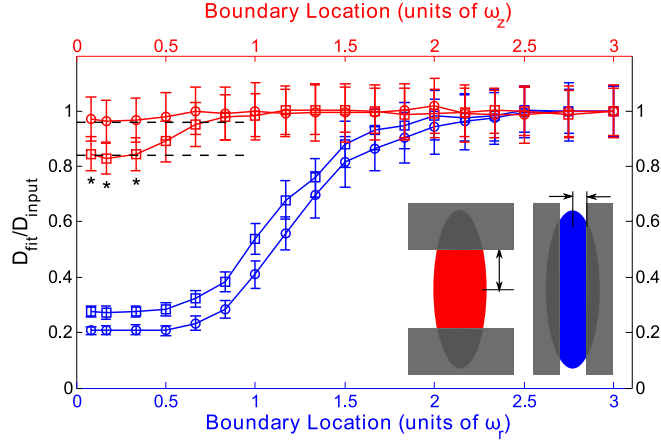 Boundary Location (units of ω_z)
0 0.5 1 1.5 2 2.5 3
D_fit/D_input
1 1
0.8 0.8
* * *
0.6 0.6
0.4 0.4
0.2 0.2
0 0
0 0.5 1 1.5 2 2.5 3
Boundary Location (units of ω_r)